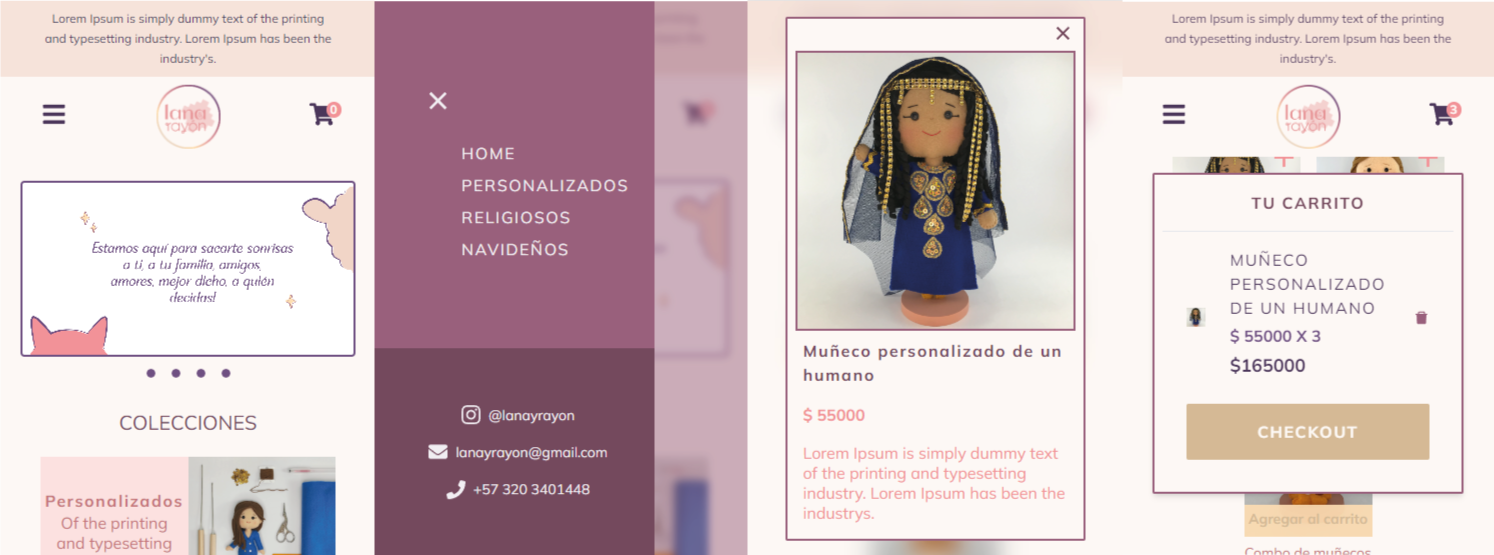 Lorem Ipsum is simply dummy text of the printing
and typesetting industry. Lorem Ipsum has been the
industry's.
lana
rayón
0
Estamos aquí para sacarte sonrisas
a ti, a tu familia, amigos,
amores, mejor dicho, a quién
decidas!
COLECCIONES
Personalizados
Of the printing
and typesetting
HOME
PERSONALIZADOS
RELIGIOSOS
NAVIDEÑOS
@lanayrayon
lanayrayon@gmail.com
+57 320 3401448
Muñeco personalizado de un
humano
$ 55000
Lorem Ipsum is simply dummy text
of the printing and typesetting
industry. Lorem Ipsum has been the
industrys.
Lorem Ipsum is simply dummy text of the printing
and typesetting industry. Lorem Ipsum has been the
industry's.
lana
rayón
3
TU CARRITO
MUÑECO
PERSONALIZADO
DE UN HUMANO
$ 55000 X 3
$165000
CHECKOUT
Agregar al carrito
Combo de muñecos